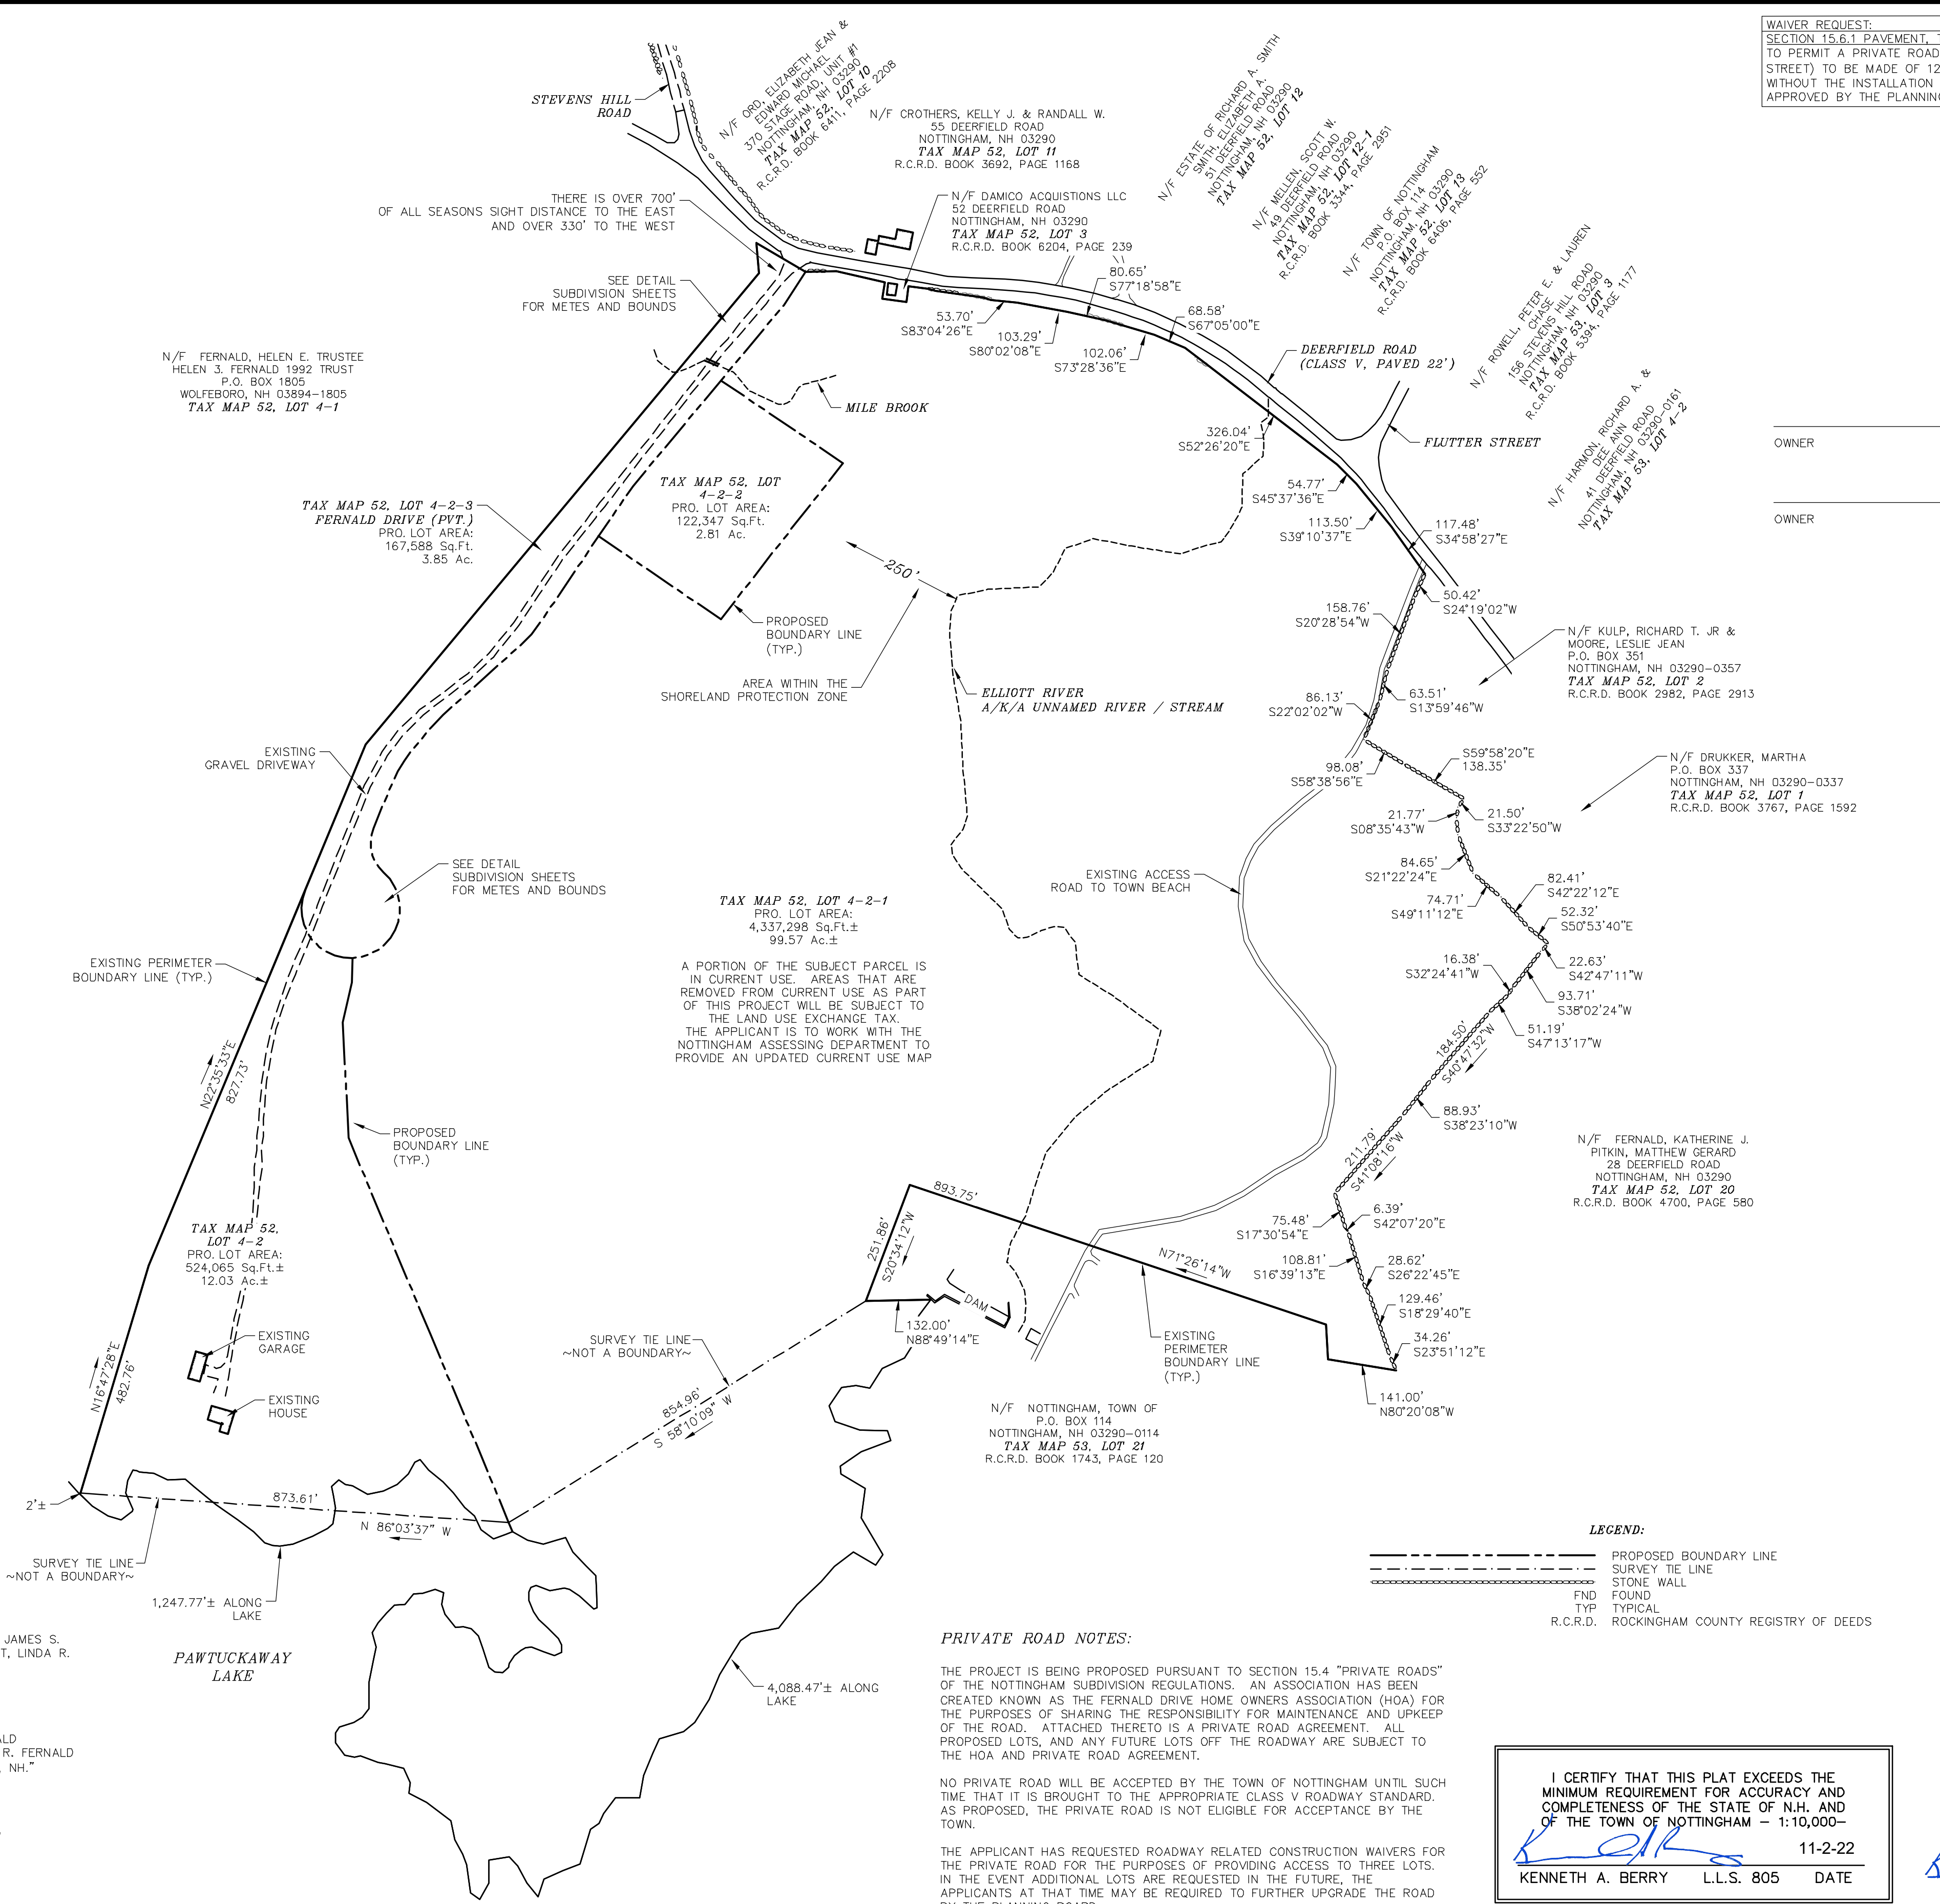 WAIVER REQUEST:
SECTION 15.6.1 PAVEMENT,
TO PERMIT A PRIVATE ROAD
STREET) TO BE MADE OF 12
WITHOUT THE INSTALLATION
APPROVED BY THE PLANNING
STEVENS HILL
ROAD
N/F ORD, ELIZABETH JEAN &
EDWARD MICHAEL
370 STAGE ROAD, UNIT #1
NOTTINGHAM, NH 03290
TAX MAP 52, LOT 10
R.C.R.D. BOOK 6411, PAGE 2208
N/F CROTHERS, KELLY J. & RANDALL W.
55 DEERFIELD ROAD
NOTTINGHAM, NH 03290
TAX MAP 52, LOT 11
R.C.R.D. BOOK 3692, PAGE 1168
N/F ESTATE OF RICHARD A. SMITH
SMITH, ELIZABETH A.
51 DEERFIELD ROAD
NOTTINGHAM, NH 03290
TAX MAP 52, LOT 12
N/F MELLEN, SCOTT W.
49 DEERFIELD ROAD
NOTTINGHAM, NH 03290
TAX MAP 52, LOT 12-1
R.C.R.D. BOOK 3344, PAGE 2951
N/F TOWN OF NOTTINGHAM
P.O. BOX 114
NOTTINGHAM, NH 03290
TAX MAP 52, LOT 13
R.C.R.D. BOOK 6406, PAGE 552
N/F ROWELL, PETER E. & LAUREN
CHASE
156 STEVENS HILL ROAD
NOTTINGHAM, NH 03290
TAX MAP 53, LOT 3
R.C.R.D. BOOK 5394, PAGE 1177
N/F HARMON, RICHARD A. &
DEE ANN
41 DEERFIELD ROAD
NOTTINGHAM, NH 03290-0161
TAX MAP 53, LOT 4-2
OWNER
OWNER
THERE IS OVER 700'
OF ALL SEASONS SIGHT DISTANCE TO THE EAST
AND OVER 330' TO THE WEST
N/F DAMICO ACQUISTIONS LLC
52 DEERFIELD ROAD
NOTTINGHAM, NH 03290
TAX MAP 52, LOT 3
R.C.R.D. BOOK 6204, PAGE 239
SEE DETAIL
SUBDIVISION SHEETS
FOR METES AND BOUNDS
80.65'
S77°18'58"E
53.70'
S83°04'26"E
103.29'
S80°02'08"E
68.58'
S67°05'00"E
102.06'
S73°28'36"E
DEERFIELD ROAD
(CLASS V, PAVED 22')
N/F FERNALD, HELEN E. TRUSTEE
HELEN 3. FERNALD 1992 TRUST
P.O. BOX 1805
WOLFEBORO, NH 03894-1805
TAX MAP 52, LOT 4-1
MILE BROOK
326.04'
S52°26'20"E
FLUTTER STREET
TAX MAP 52, LOT
4-2-2
PRO. LOT AREA:
122,347 Sq.Ft.
2.81 Ac.
TAX MAP 52, LOT 4-2-3
FERNALD DRIVE (PVT.)
PRO. LOT AREA:
167,588 Sq.Ft.
3.85 Ac.
54.77'
S45°37'36"E
113.50'
S39°10'37"E
117.48'
S34°58'27"E
250'
PROPOSED
BOUNDARY LINE
(TYP.)
AREA WITHIN THE
SHORELAND PROTECTION ZONE
ELLIOTT RIVER
A/K/A UNNAMED RIVER / STREAM
50.42'
S24°19'02"W
158.76'
S20°28'54"W
N/F KULP, RICHARD T. JR &
MOORE, LESLIE JEAN
P.O. BOX 351
NOTTINGHAM, NH 03290-0357
TAX MAP 52, LOT 2
R.C.R.D. BOOK 2982, PAGE 2913
86.13'
S22°02'02"W
63.51'
S13°59'46"W
EXISTING
GRAVEL DRIVEWAY
98.08'
S58°38'56"E
S59°58'20"E
138.35'
N/F DRUKKER, MARTHA
P.O. BOX 337
NOTTINGHAM, NH 03290-0337
TAX MAP 52, LOT 1
R.C.R.D. BOOK 3767, PAGE 1592
21.77'
S08°35'43"W
21.50'
S33°22'50"W
SEE DETAIL
SUBDIVISION SHEETS
FOR METES AND BOUNDS
84.65'
S21°22'24"E
EXISTING ACCESS
ROAD TO TOWN BEACH
74.71'
S49°11'12"E
82.41'
S42°22'12"E
52.32'
S50°53'40"E
TAX MAP 52, LOT 4-2-1
PRO. LOT AREA:
4,337,298 Sq.Ft.±
99.57 Ac.±
A PORTION OF THE SUBJECT PARCEL IS
IN CURRENT USE. AREAS THAT ARE
REMOVED FROM CURRENT USE AS PART
OF THIS PROJECT WILL BE SUBJECT TO
THE LAND USE EXCHANGE TAX.
THE APPLICANT IS TO WORK WITH THE
NOTTINGHAM ASSESSING DEPARTMENT TO
PROVIDE AN UPDATED CURRENT USE MAP
EXISTING PERIMETER
BOUNDARY LINE (TYP.)
16.38'
S32°24'41"W
22.63'
S42°47'11"W
93.71'
S38°02'24"W
51.19'
S47°13'17"W
184.50'
S40°47'32"W
N22°35'33"E
827.73'
88.93'
S38°23'10"W
PROPOSED
BOUNDARY LINE
(TYP.)
211.79'
S41°08'16"W
N/F FERNALD, KATHERINE J.
PITKIN, MATTHEW GERARD
28 DEERFIELD ROAD
NOTTINGHAM, NH 03290
TAX MAP 52, LOT 20
R.C.R.D. BOOK 4700, PAGE 580
893.75'
251.86'
S20°34'12"W
N71°26'14"W
75.48'
S17°30'54"E
6.39'
S42°07'20"E
108.81'
S16°39'13"E
28.62'
S26°22'45"E
129.46'
S18°29'40"E
34.26'
S23°51'12"E
TAX MAP 52,
LOT 4-2
PRO. LOT AREA:
524,065 Sq.Ft.±
12.03 Ac.±
DAM
132.00'
N88°49'14"E
EXISTING
GARAGE
SURVEY TIE LINE
~NOT A BOUNDARY~
EXISTING
PERIMETER
BOUNDARY LINE
(TYP.)
N16°47'28"E
482.76'
EXISTING
HOUSE
854.96'
S 58°10'09" W
141.00'
N80°20'08"W
N/F NOTTINGHAM, TOWN OF
P.O. BOX 114
NOTTINGHAM, NH 03290-0114
TAX MAP 53, LOT 21
R.C.R.D. BOOK 1743, PAGE 120
2'±
873.61'
N 86°03'37" W
SURVEY TIE LINE
~NOT A BOUNDARY~
1,247.77'± ALONG
LAKE
PAWTUCKAWAY
LAKE
4,088.47'± ALONG
LAKE
JAMES S.
T, LINDA R.
ALD
R. FERNALD
NH."
LEGEND:
PROPOSED BOUNDARY LINE
SURVEY TIE LINE
STONE WALL
FND FOUND
TYP TYPICAL
R.C.R.D. ROCKINGHAM COUNTY REGISTRY OF DEEDS
PRIVATE ROAD NOTES:
THE PROJECT IS BEING PROPOSED PURSUANT TO SECTION 15.4 "PRIVATE ROADS"
OF THE NOTTINGHAM SUBDIVISION REGULATIONS. AN ASSOCIATION HAS BEEN
CREATED KNOWN AS THE FERNALD DRIVE HOME OWNERS ASSOCIATION (HOA) FOR
THE PURPOSES OF SHARING THE RESPONSIBILITY FOR MAINTENANCE AND UPKEEP
OF THE ROAD. ATTACHED THERETO IS A PRIVATE ROAD AGREEMENT. ALL
PROPOSED LOTS, AND ANY FUTURE LOTS OFF THE ROADWAY ARE SUBJECT TO
THE HOA AND PRIVATE ROAD AGREEMENT.
NO PRIVATE ROAD WILL BE ACCEPTED BY THE TOWN OF NOTTINGHAM UNTIL SUCH
TIME THAT IT IS BROUGHT TO THE APPROPRIATE CLASS V ROADWAY STANDARD.
AS PROPOSED, THE PRIVATE ROAD IS NOT ELIGIBLE FOR ACCEPTANCE BY THE
TOWN.
THE APPLICANT HAS REQUESTED ROADWAY RELATED CONSTRUCTION WAIVERS FOR
THE PRIVATE ROAD FOR THE PURPOSES OF PROVIDING ACCESS TO THREE LOTS.
IN THE EVENT ADDITIONAL LOTS ARE REQUESTED IN THE FUTURE, THE
APPLICANTS AT THAT TIME MAY BE REQUIRED TO FURTHER UPGRADE THE ROAD
BY THE PLANNING BOARD.
I CERTIFY THAT THIS PLAT EXCEEDS THE
MINIMUM REQUIREMENT FOR ACCURACY AND
COMPLETENESS OF THE STATE OF N.H. AND
OF THE TOWN OF NOTTINGHAM - 1:10,000-
11-2-22
KENNETH A. BERRY L.L.S. 805 DATE